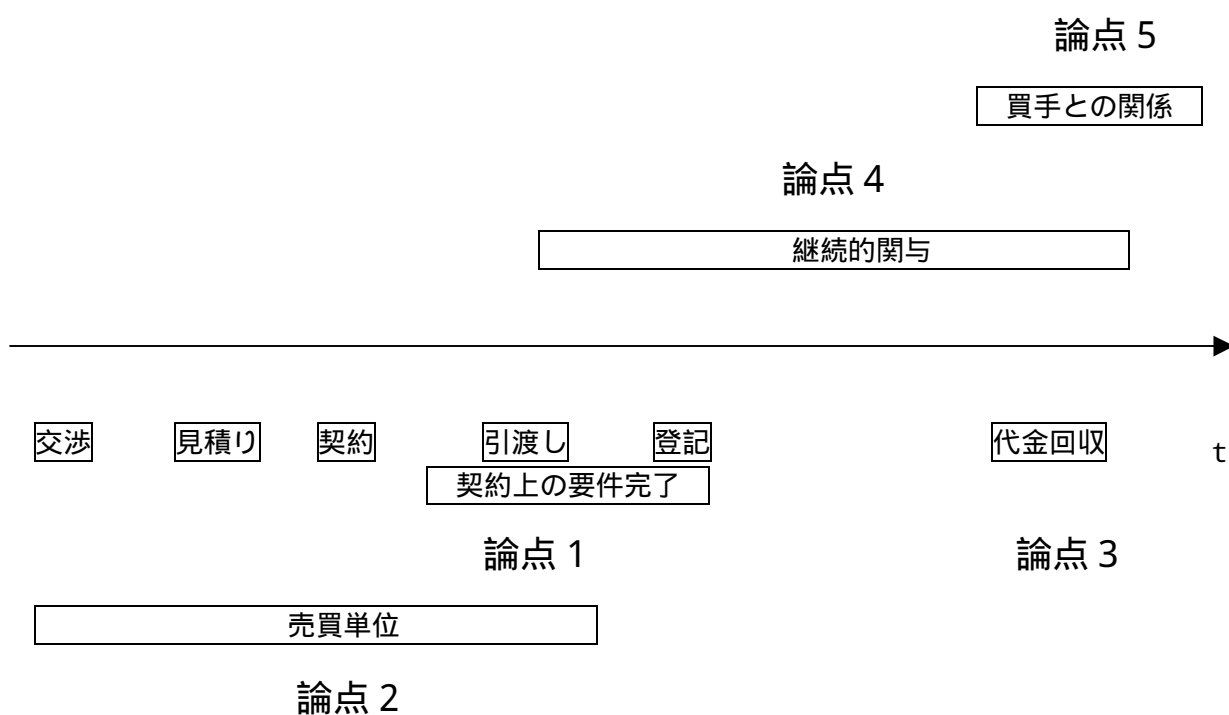 論点 5
買手との関係
論点 4
継続的関与
交渉 見積り 契約 引渡し 登記 代金回収 t
契約上の要件完了
論点 1 論点 3
売買単位
論点 2